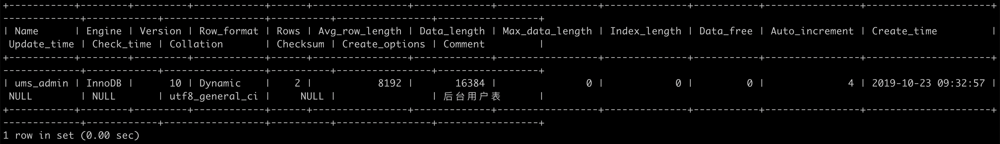 +-----------+--------+---------+------------+------+----------------+-------------+-----------------+--------------+-----------+----------------+---------------------+
-------------+------------+-----------------+----------+----------------+-----------------+
| Name      | Engine | Version | Row_format | Rows | Avg_row_length | Data_length | Max_data_length | Index_length | Data_free | Auto_increment | Create_time         |
 Update_time | Check_time | Collation       | Checksum | Create_options | Comment         |
+-----------+--------+---------+------------+------+----------------+-------------+-----------------+--------------+-----------+----------------+---------------------+
-------------+------------+-----------------+----------+----------------+-----------------+
| ums_admin | InnoDB |      10 | Dynamic    |    2 |           8192 |       16384 |               0 |            0 |         0 |              4 | 2019-10-23 09:32:57 |
 NULL        | NULL       | utf8_general_ci |     NULL |                | 后台用户表      |
+-----------+--------+---------+------------+------+----------------+-------------+-----------------+--------------+-----------+----------------+---------------------+
-------------+------------+-----------------+----------+----------------+-----------------+
1 row in set (0.00 sec)